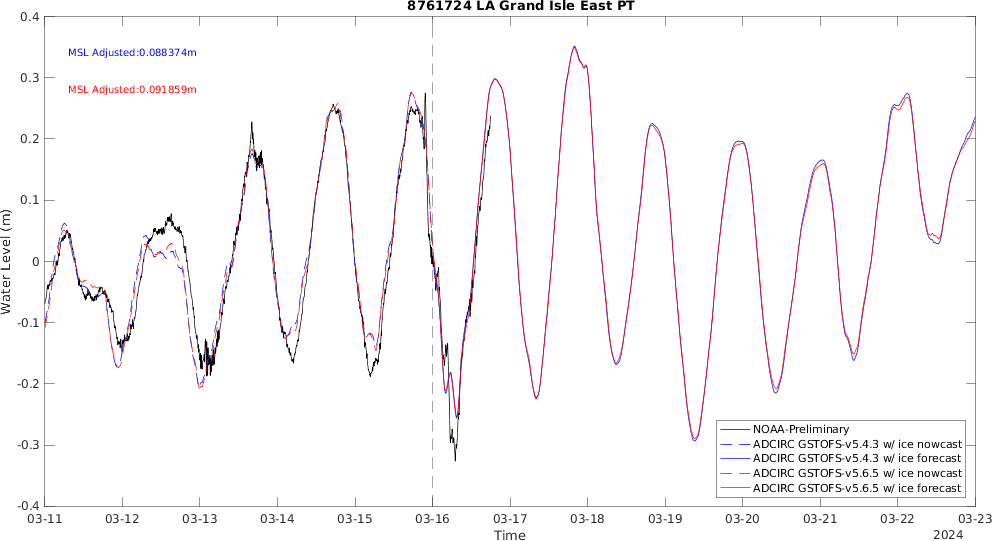 8761724 LA Grand Isle East PT
MSL Adjusted:0.088374m
MSL Adjusted:0.091859m
Water Level (m)
0.4
0.3
0.2
0.1
0
-0.1
-0.2
-0.3
-0.4
NOAA-Preliminary
ADCIRC GSTOFS-v5.4.3 w/ ice nowcast
ADCIRC GSTOFS-v5.4.3 w/ ice forecast
ADCIRC GSTOFS-v5.6.5 w/ ice nowcast
ADCIRC GSTOFS-v5.6.5 w/ ice forecast
03-11 03-12 03-13 03-14 03-15 03-16 03-17 03-18 03-19 03-20 03-21 03-22 03-23
Time
2024